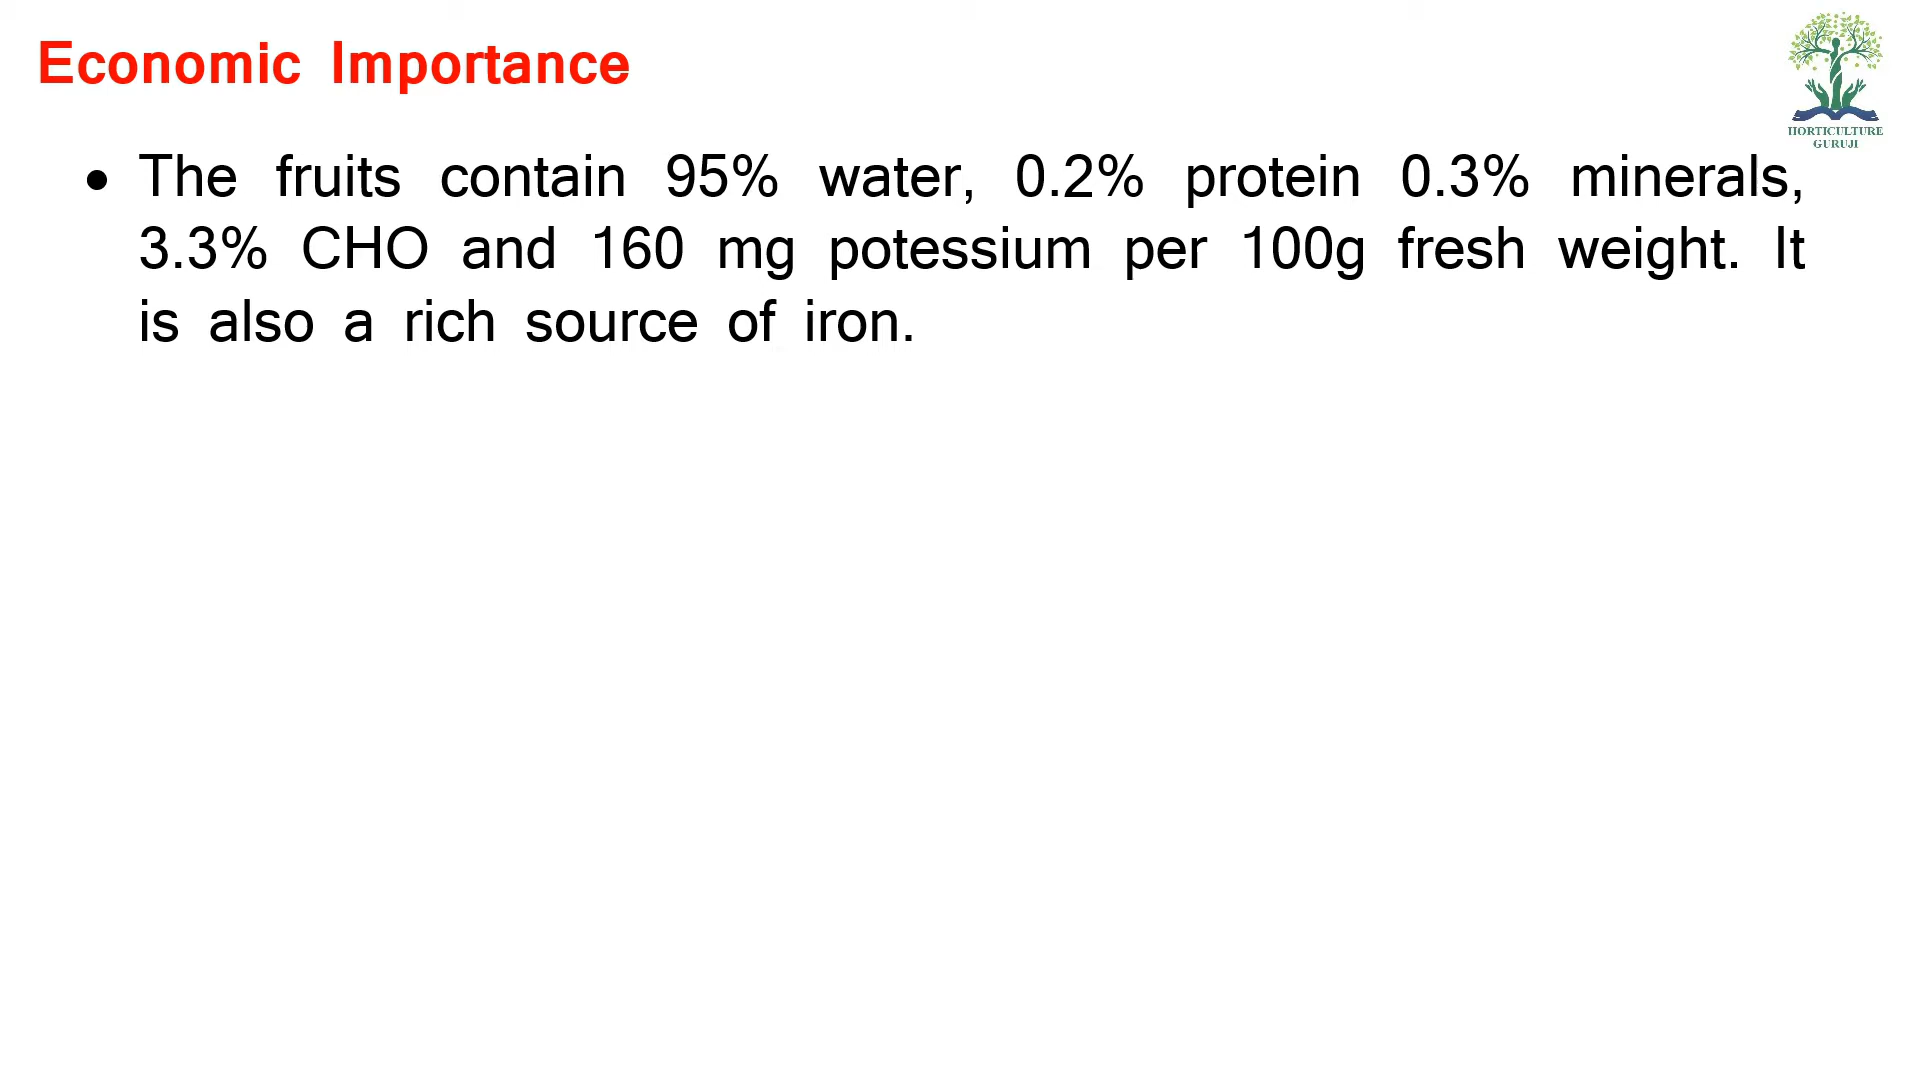 Economic Importance
HORTICULTURE
GURUJI
• The fruits contain 95% water, 0.2% protein 0.3% minerals,
3.3% CHO and 160 mg potessium per 100g fresh weight. It
is also a rich source of iron.